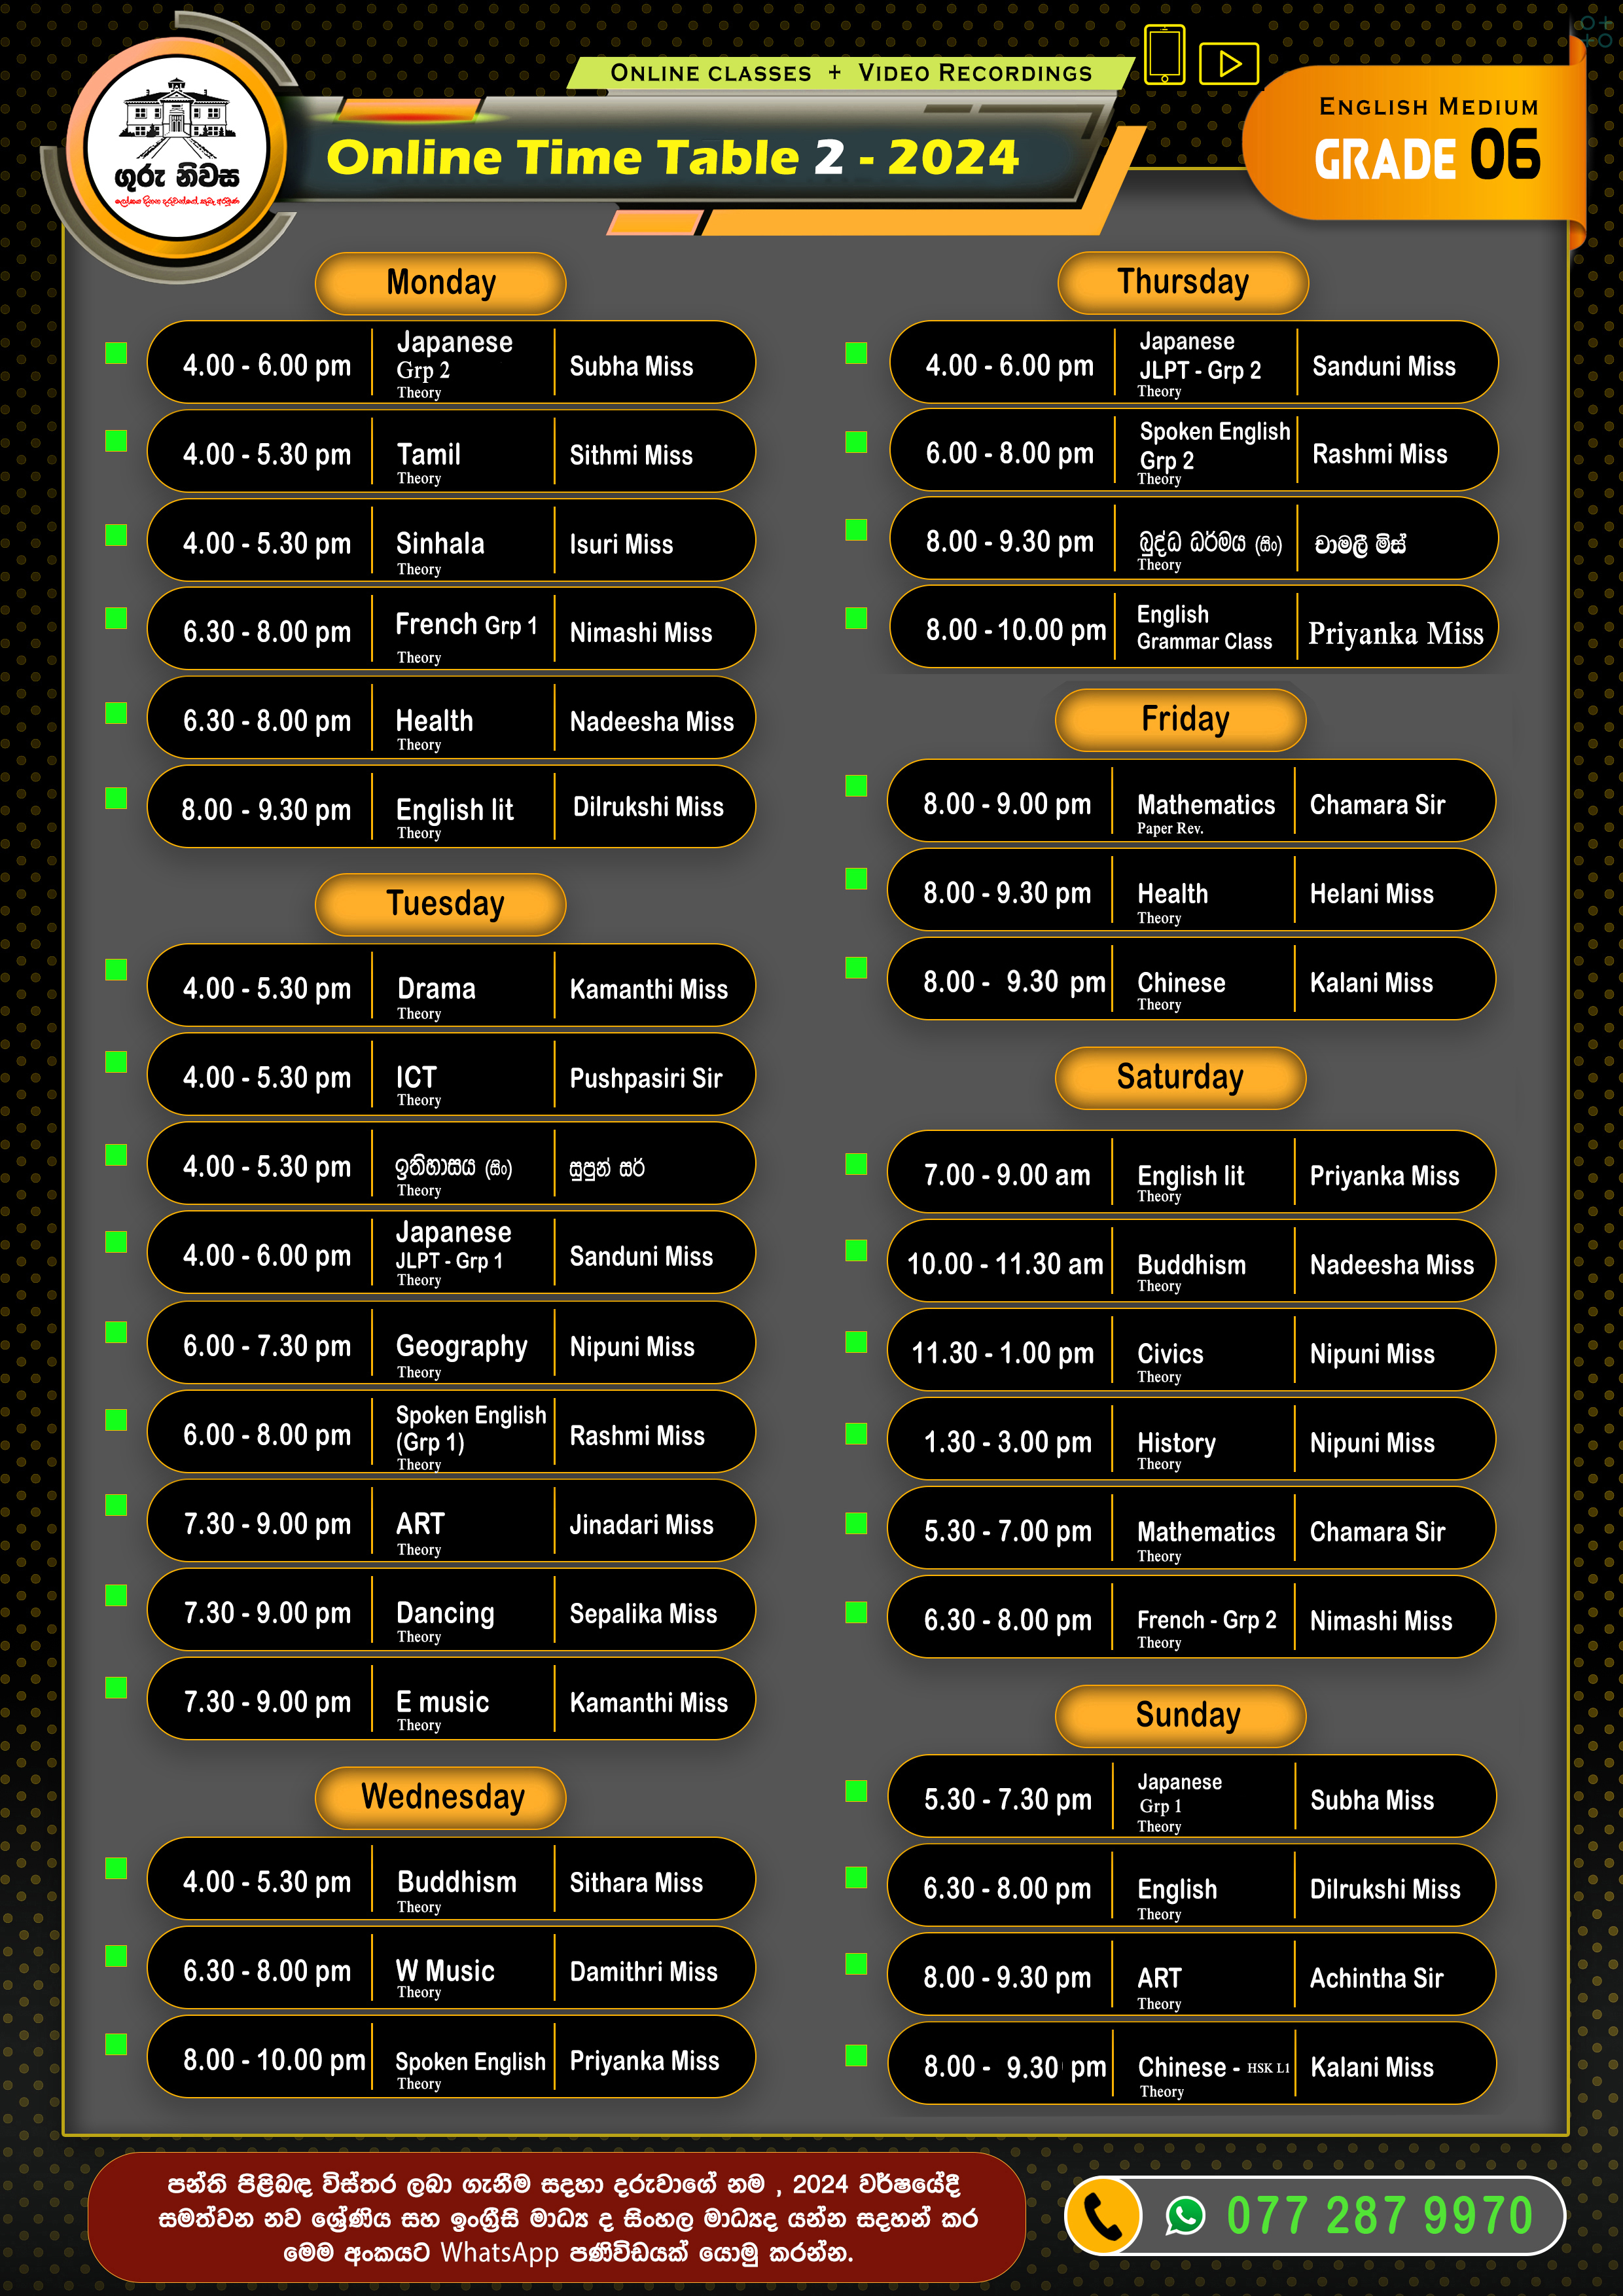 ONLINE CLASSES + VIDEO RECORDINGS
Online Time Table 2 - 2024
ENGLISH MEDIUM
GRADE 06
ගුරු නිවස
ලෝකය දිනන දරුවන්ගේ කැබෑ අරමුණ
Monday
4.00 - 6.00 pm Japanese Grp 2 Theory Subha Miss
4.00 - 5.30 pm Tamil Theory Sithmi Miss
4.00 - 5.30 pm Sinhala Theory Isuri Miss
6.30 - 8.00 pm French Grp 1 Theory Nimashi Miss
6.30 - 8.00 pm Health Theory Nadeesha Miss
8.00 - 9.30 pm English lit Theory Dilrukshi Miss
Tuesday
4.00 - 5.30 pm Drama Theory Kamanthi Miss
4.00 - 5.30 pm ICT Theory Pushpasiri Sir
4.00 - 5.30 pm ඉතිහාසය (සිං) Theory සුපුන් සර්
4.00 - 6.00 pm Japanese JLPT - Grp 1 Theory Sanduni Miss
6.00 - 7.30 pm Geography Theory Nipuni Miss
6.00 - 8.00 pm Spoken English (Grp 1) Theory Rashmi Miss
7.30 - 9.00 pm ART Theory Jinadari Miss
7.30 - 9.00 pm Dancing Theory Sepalika Miss
7.30 - 9.00 pm E music Theory Kamanthi Miss
Wednesday
4.00 - 5.30 pm Buddhism Theory Sithara Miss
6.30 - 8.00 pm W Music Theory Damithri Miss
8.00 - 10.00 pm Spoken English Theory Priyanka Miss
Thursday
4.00 - 6.00 pm Japanese JLPT - Grp 2 Theory Sanduni Miss
6.00 - 8.00 pm Spoken English Grp 2 Theory Rashmi Miss
8.00 - 9.30 pm බුද්ධ ධර්මය (සිං) Theory චාමලී මිස්
8.00 - 10.00 pm English Grammar Class Priyanka Miss
Friday
8.00 - 9.00 pm Mathematics Paper Rev. Chamara Sir
8.00 - 9.30 pm Health Theory Helani Miss
8.00 - 9.30 pm Chinese Theory Kalani Miss
Saturday
7.00 - 9.00 am English lit Theory Priyanka Miss
10.00 - 11.30 am Buddhism Theory Nadeesha Miss
11.30 - 1.00 pm Civics Theory Nipuni Miss
1.30 - 3.00 pm History Theory Nipuni Miss
5.30 - 7.00 pm Mathematics Theory Chamara Sir
6.30 - 8.00 pm French - Grp 2 Theory Nimashi Miss
Sunday
5.30 - 7.30 pm Japanese Grp 1 Theory Subha Miss
6.30 - 8.00 pm English Theory Dilrukshi Miss
8.00 - 9.30 pm ART Theory Achintha Sir
8.00 - 9.30 pm Chinese - HSK L1 Theory Kalani Miss
පන්ති පිළිබඳ විස්තර ලබා ගැනීම සඳහා දරුවාගේ නම , 2024 වර්ෂයේදී
සමත්වන නව ශ්‍රේණිය සහ ඉංග්‍රීසි මාධ්‍ය ද සිංහල මාධ්‍යද යන්න සඳහන් කර
මෙම අංකයට WhatsApp පණිවිඩයක් යොමු කරන්න.
077 287 9970